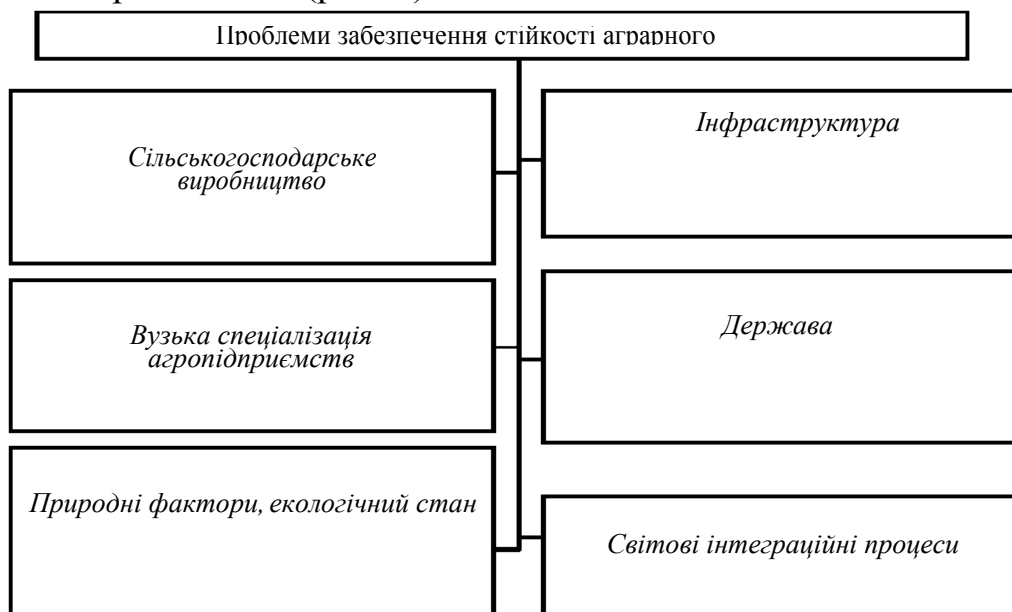 Проблеми забезпечення стійкості аграрного
Сільськогосподарське
виробництво
Інфраструктура
Вузька спеціалізація
агропідприємств
Держава
Природні фактори, екологічний стан
Світові інтеграційні процеси